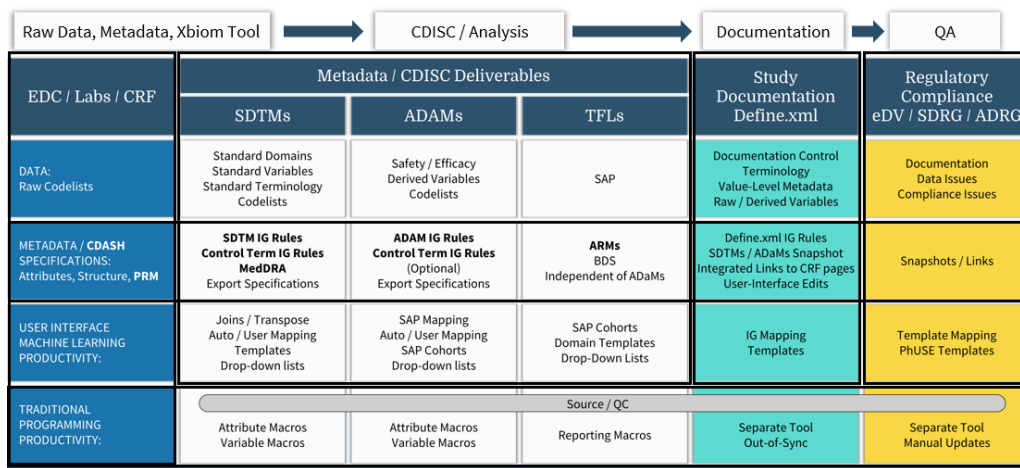 Raw Data, Metadata, Xbiom Tool
CDISC / Analysis
Documentation
QA
EDC / Labs / CRF
Metadata / CDISC Deliverables
SDTMs
ADAMs
TFLs
Study
Documentation
Define.xml
Regulatory
Compliance
eDV / SDRG / ADRG
DATA:
Raw Codelists
Standard Domains
Standard Variables
Standard Terminology
Codelists
Safety / Efficacy
Derived Variables
Codelists
SAP
Documentation Control
Terminology
Value-Level Metadata
Raw / Derived Variables
Documentation
Data Issues
Compliance Issues
METADATA / CDASH
SPECIFICATIONS:
Attributes, Structure, PRM
SDTM IG Rules
Control Term IG Rules
MedDRA
Export Specifications
ADAM IG Rules
Control Term IG Rules
(Optional)
Export Specifications
ARMs
BDS
Independent of ADaMs
Define.xml IG Rules
SDTMs / ADaMs Snapshot
Integrated Links to CRF pages
User-Interface Edits
Snapshots / Links
USER INTERFACE
MACHINE LEARNING
PRODUCTIVITY:
Joins / Transpose
Auto / User Mapping
Templates
Drop-down lists
SAP Mapping
Auto / User Mapping
SAP Cohorts
Drop-down lists
SAP Cohorts
Domain Templates
Drop-Down Lists
IG Mapping
Templates
Template Mapping
PhUSE Templates
TRADITIONAL
PROGRAMMING
PRODUCTIVITY:
Source / QC
Attribute Macros
Variable Macros
Attribute Macros
Variable Macros
Reporting Macros
Separate Tool
Out-of-Sync
Separate Tool
Manual Updates